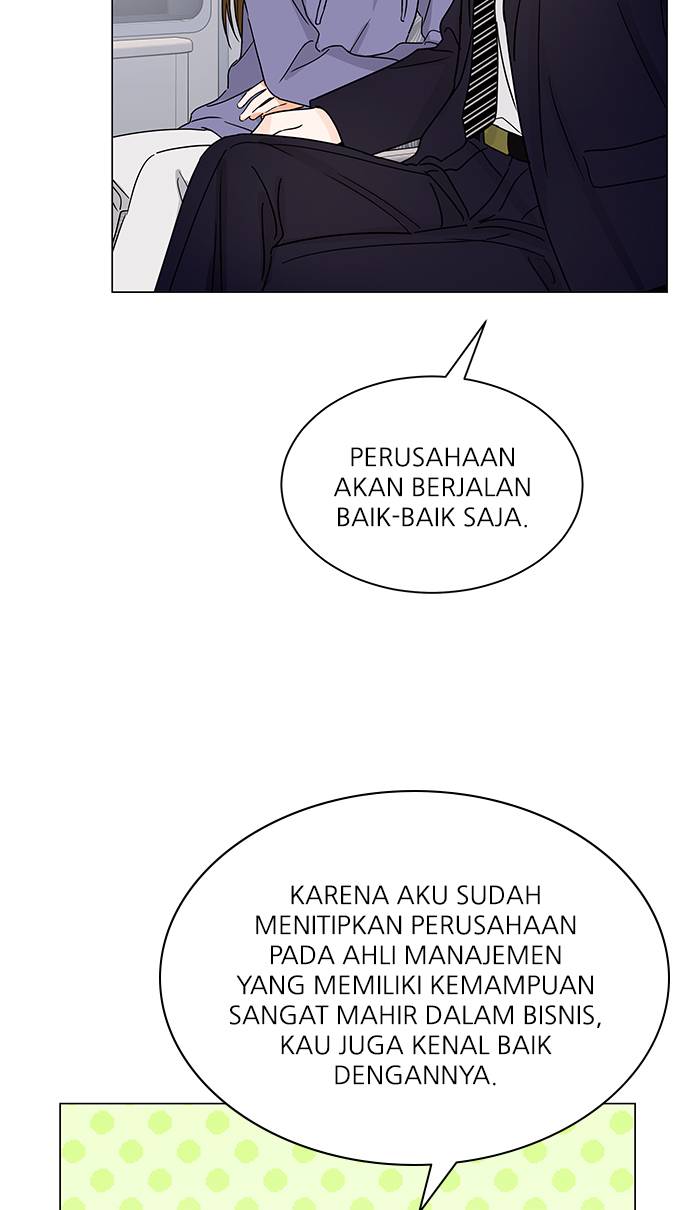 PERUSAHAAN
AKAN BERJALAN
BAIK-BAIK SAJA.
KARENA AKU SUDAH
MENITIPKAN PERUSAHAAN
PADA AHLI MANAJEMEN
YANG MEMILIKI KEMAMPUAN
SANGAT MAHIR DALAM BISNIS,
KAU JUGA KENAL BAIK
DENGANNYA.